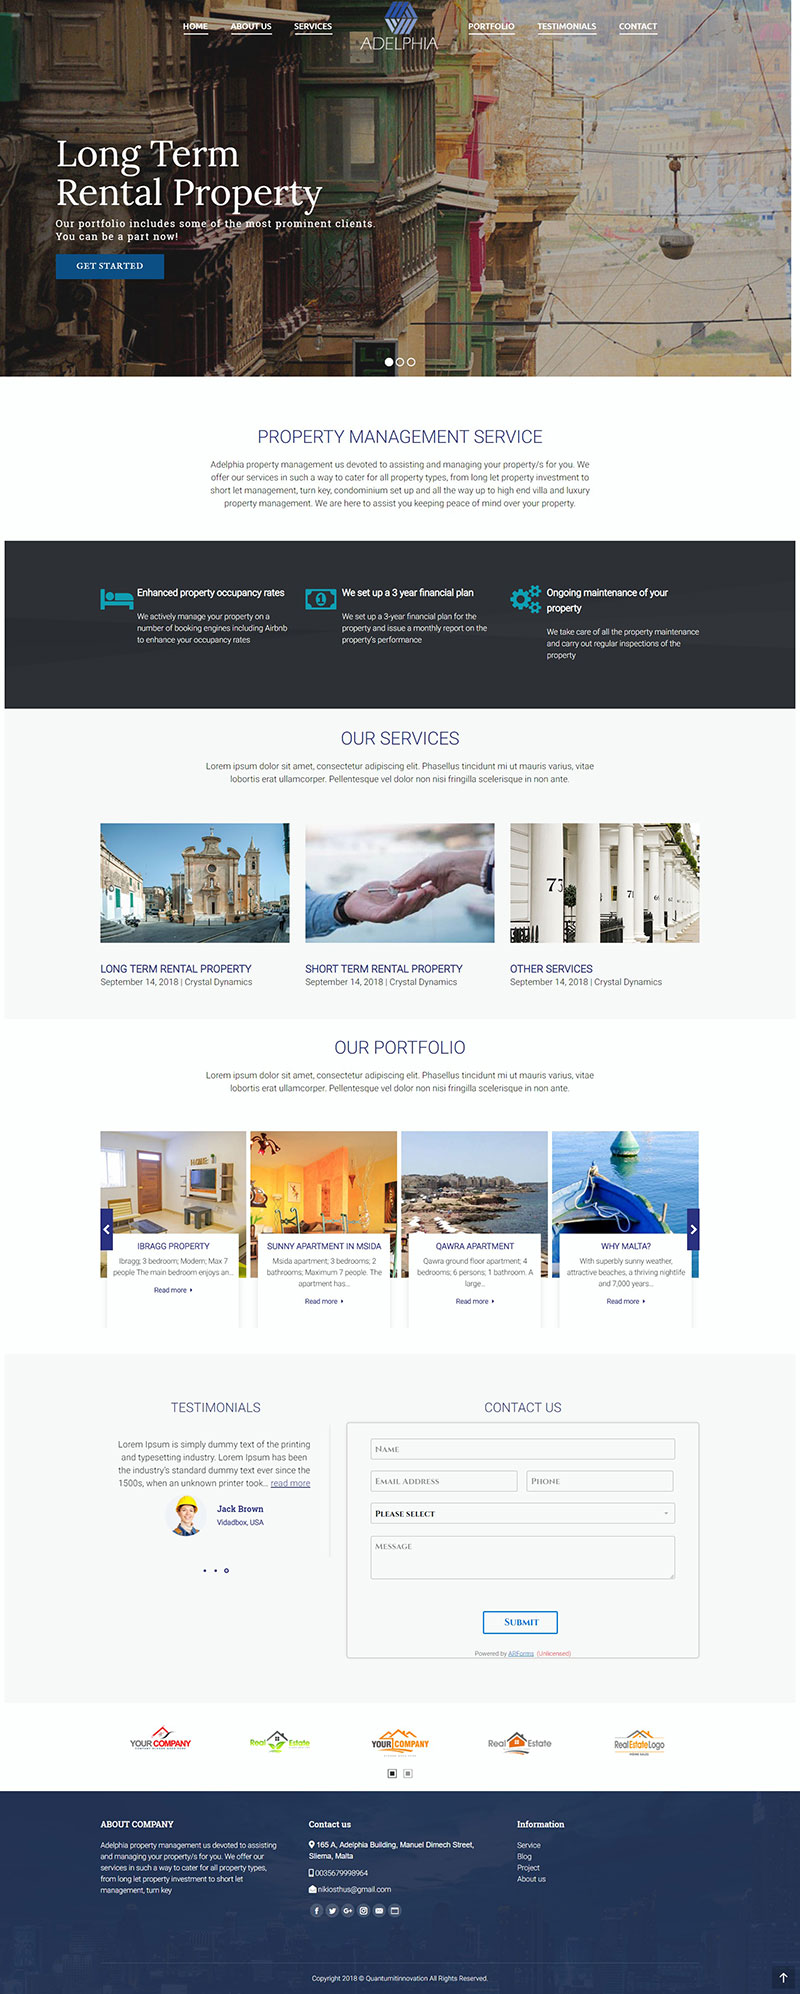 HOME ABOUT US SERVICES ADELPHIA PORTFOLIO TESTIMONIALS CONTACT
Long Term
Rental Property
Our portfolio includes some of the most prominent clients.
You can be a part now!
GET STARTED
PROPERTY MANAGEMENT SERVICE
Adelphia property management us devoted to assisting and managing your property/s for you. We
offer our services in such a way to cater for all property types, from long let property investment to
short let management, turn key, condominium set up and all the way up to high end villa and luxury
property management. We are here to assist you keeping peace of mind over your property.
Enhanced property occupancy rates
We actively manage your property on a
number of booking engines including Airbnb
to enhance your occupancy rates
We set up a 3 year financial plan
We set up a 3-year financial plan for the
property and issue a monthly report on the
property's performance
Ongoing maintenance of your
property
We take care of all the property maintenance
and carry out regular inspections of the
property
OUR SERVICES
Lorem ipsum dolor sit amet, consectetur adipiscing elit. Phasellus tincidunt mi ut mauris varius, vitae
lobortis erat ullamcorper. Pellentesque vel dolor non nisi fringilla scelerisque in non ante.
LONG TERM RENTAL PROPERTY
September 14, 2018 | Crystal Dynamics
SHORT TERM RENTAL PROPERTY
September 14, 2018 | Crystal Dynamics
OTHER SERVICES
September 14, 2018 | Crystal Dynamics
OUR PORTFOLIO
Lorem ipsum dolor sit amet, consectetur adipiscing elit. Phasellus tincidunt mi ut mauris varius, vitae
lobortis erat ullamcorper. Pellentesque vel dolor non nisi fringilla scelerisque in non ante.
IBRAGG PROPERTY
Ibragg; 3 bedroom; Modern; Max 7
people The main bedroom enjoys an...
Read more
SUNNY APARTMENT IN MSIDA
Msida apartment; 3 bedrooms; 2
bathrooms; Maximum 7 people. The
apartment has...
Read more
QAWRA APARTMENT
Qawra ground floor apartment; 4
bedrooms; 6 persons; 1 bathroom. A
large...
Read more
WHY MALTA?
With superbly sunny weather,
attractive beaches, a thriving nightlife
and 7,000 years...
Read more
TESTIMONIALS
Lorem Ipsum is simply dummy text of the printing
and typesetting industry. Lorem Ipsum has been
the industry's standard dummy text ever since the
1500s, when an unknown printer took... read more
Jack Brown
Vidadbox, USA
CONTACT US
Name
Email Address Phone
Please select
Message
Submit
Powered by ARForms (Unlicensed)
YOUR COMPANY
Real Estate
YOUR COMPANY
Real Estate
RealEstateLogo
ABOUT COMPANY
Adelphia property management us devoted to assisting
and managing your property/s for you. We offer our
services in such a way to cater for all property types,
from long let property investment to short let
management, turn key
Contact us
165 A, Adelphia Building, Manuel Dimech Street,
Sliema, Malta
0035679998964
nikiosthus@gmail.com
Information
Service
Blog
Project
About us
Copyright 2018 © Quantumitinnovation All Rights Reserved.